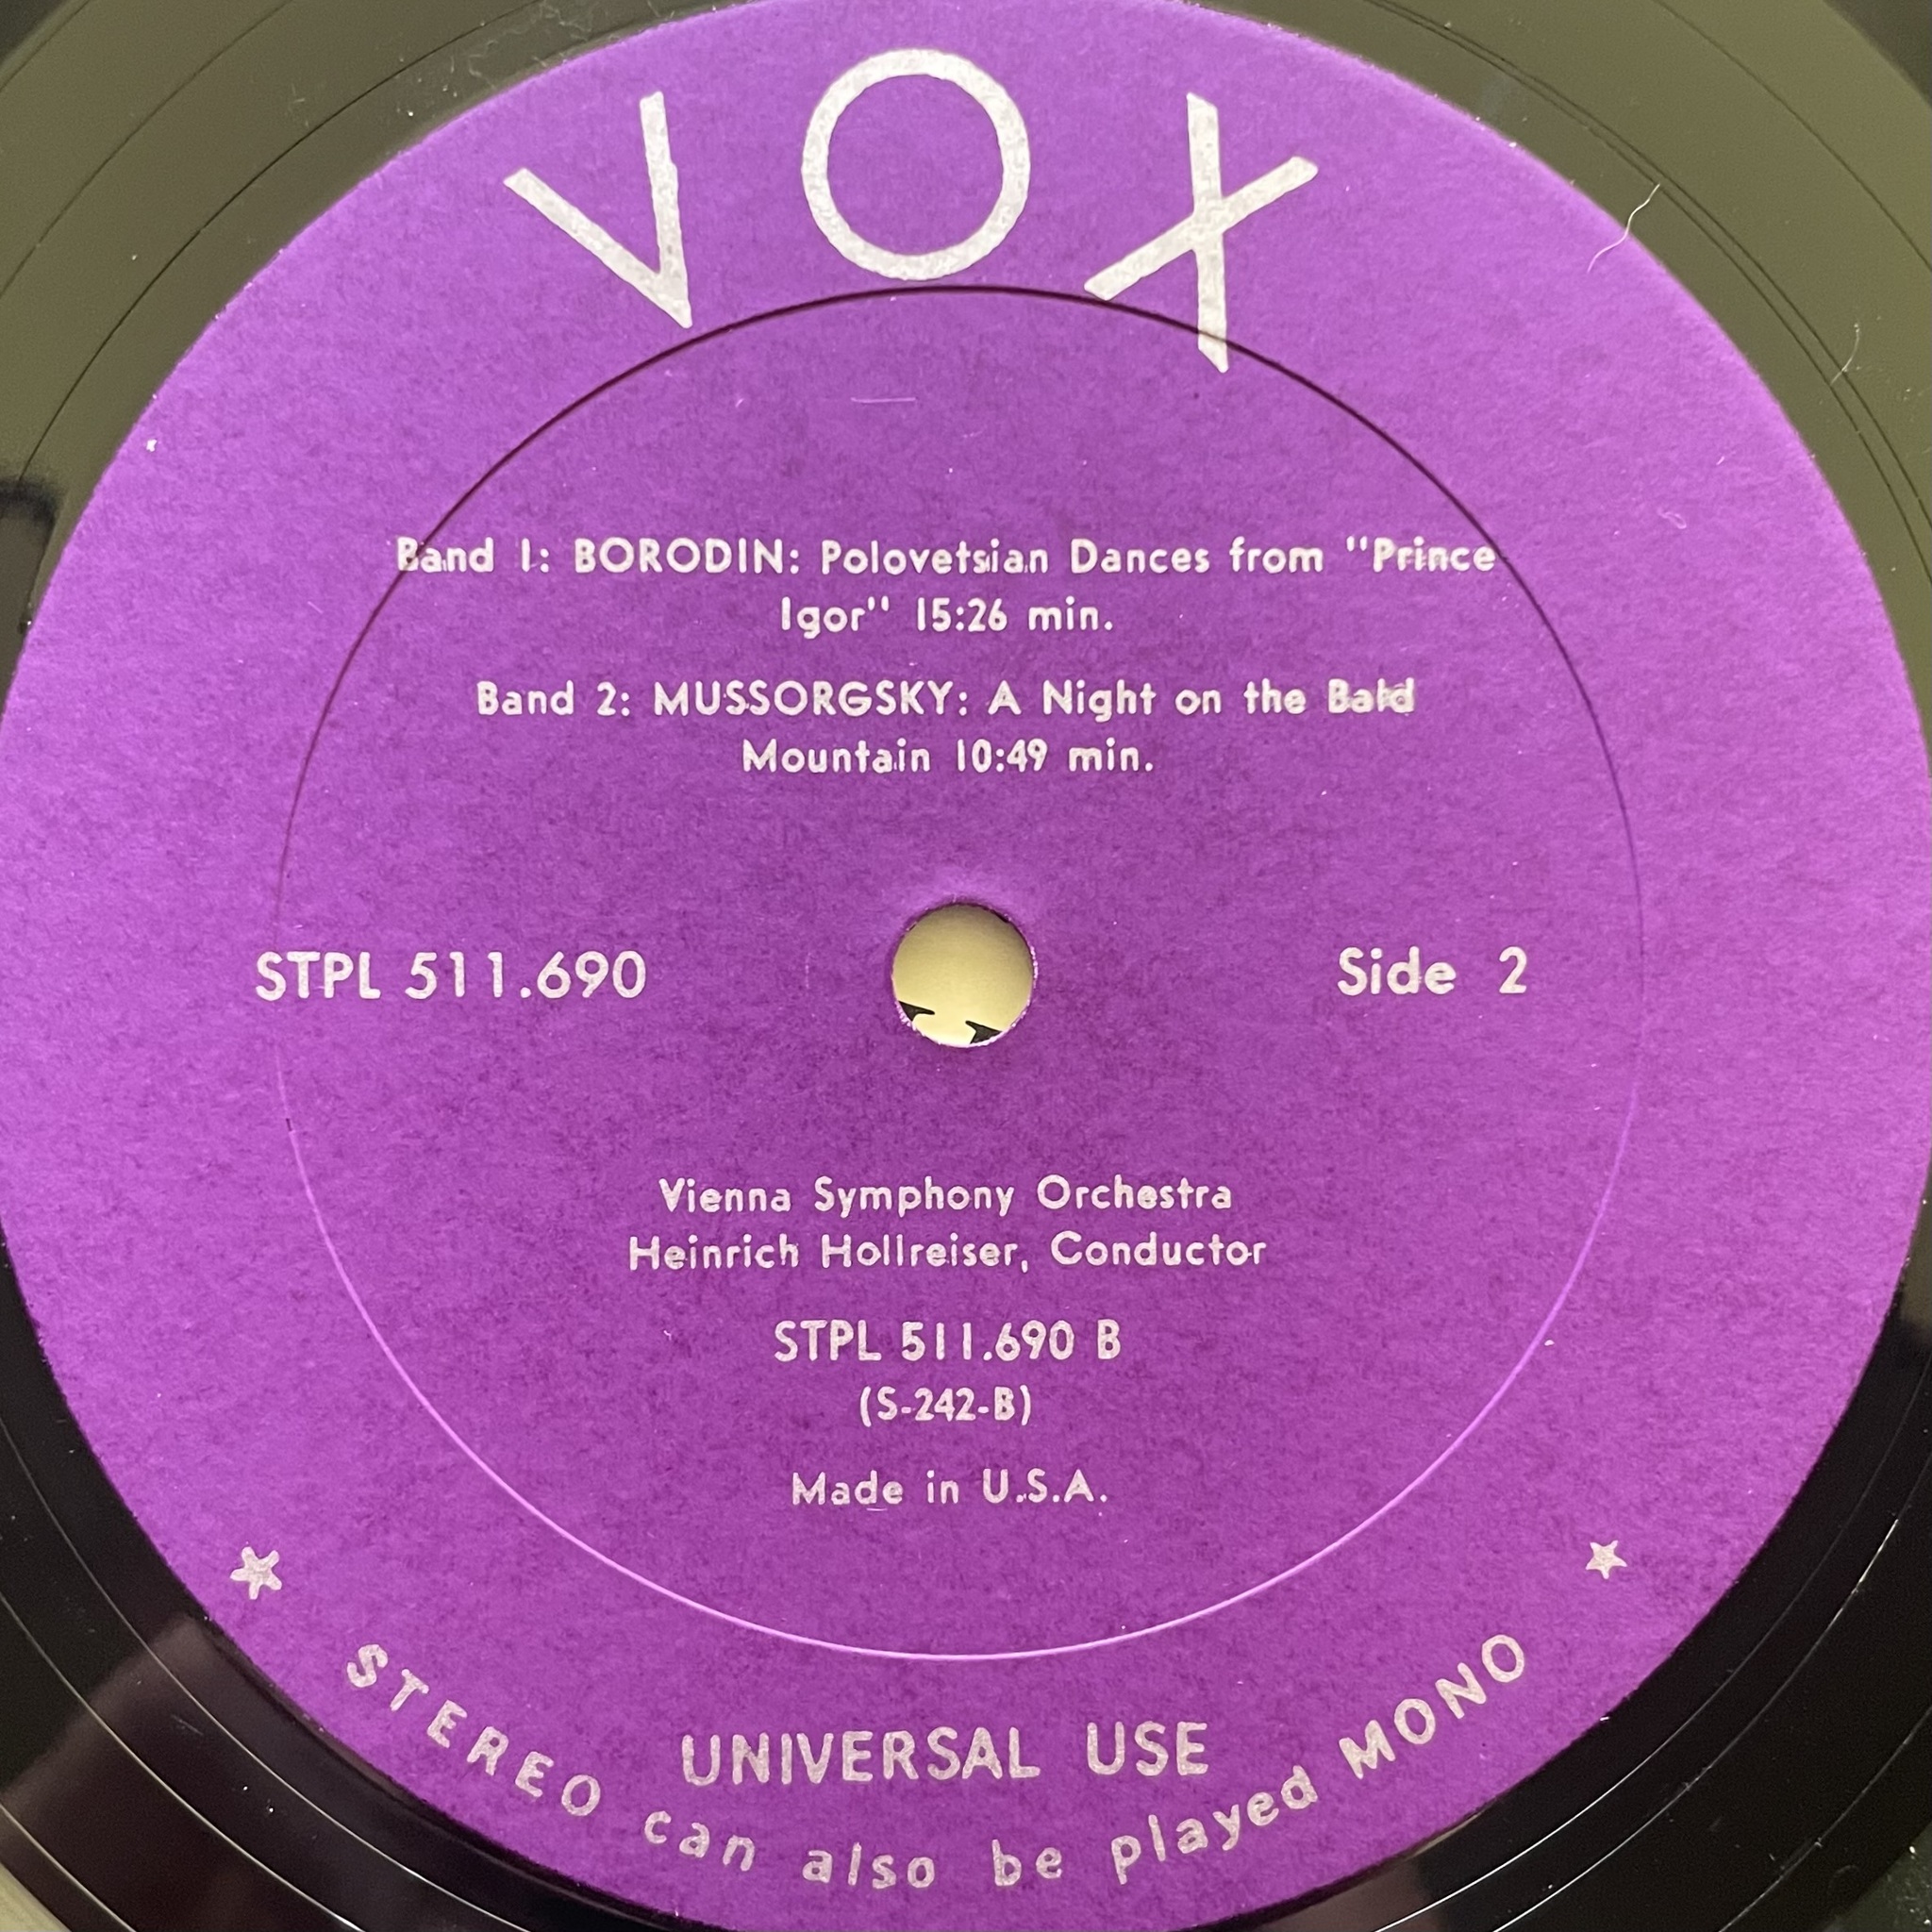 VOX
Band 1: BORODIN: Polovetsian Dances from "Prince
Igor" 15:26 min.
Band 2: MUSSORGSKY: A Night on the Bald
Mountain 10:49 min.
STPL 511.690
Side 2
Vienna Symphony Orchestra
Heinrich Hollreiser, Conductor
STPL 511.690 B
(S-242-B)
Made in U.S.A.
UNIVERSAL USE
STEREO can also be played MONO